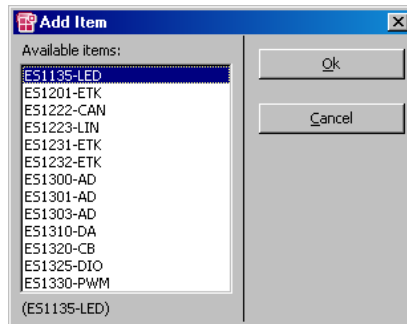 Add Item
Available items:
ES1135-LED
ES1201-ETK
ES1222-CAN
ES1223-LIN
ES1231-ETK
ES1232-ETK
ES1300-AD
ES1301-AD
ES1303-AD
ES1310-DA
ES1320-CB
ES1325-DIO
ES1330-PWM
(ES1135-LED)
Ok
Cancel